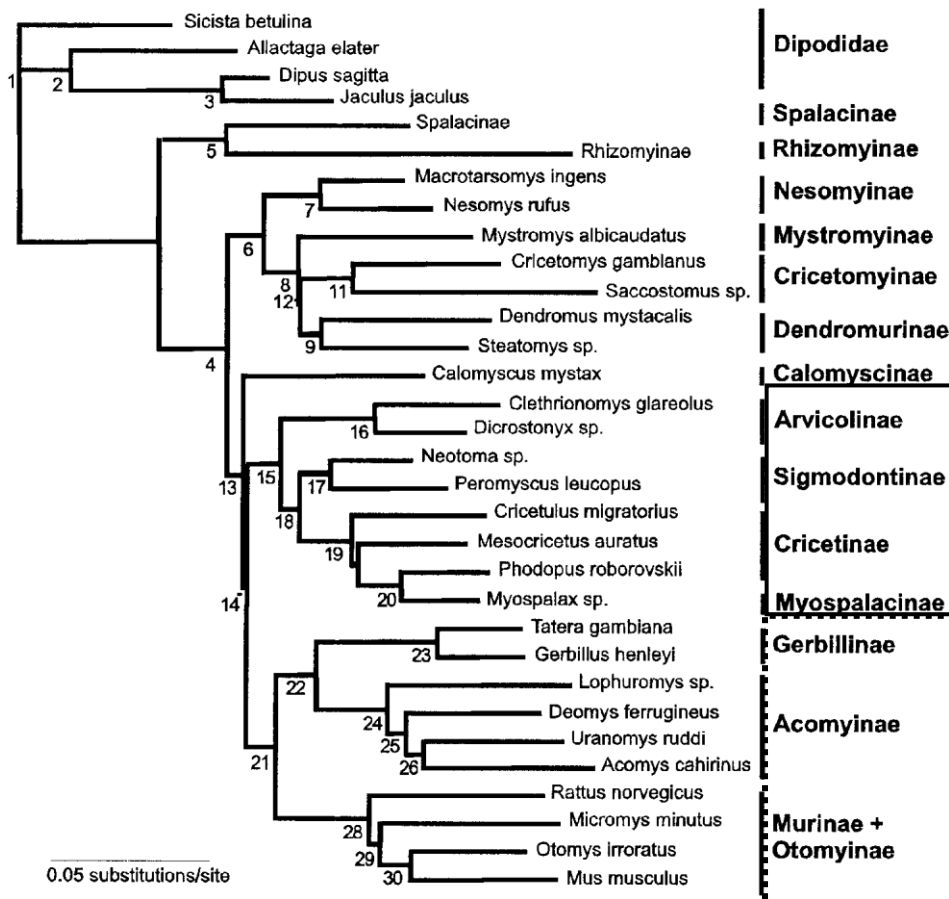 Sicista betulina
Allactaga elater
Dipus sagitta
Jaculus jaculus
Spalacinae
Rhizomyinae
Macrotarsomys ingens
Nesomys rufus
Mystromys albicaudatus
Cricetomys gambianus
Saccostomus sp.
Dendromus mystacalis
Steatomys sp.
Calomyscus mystax
Clethrionomys glareolus
Dicrostonyx sp.
Neotoma sp.
Peromyscus leucopus
Cricetulus migratorius
Mesocricetus auratus
Phodopus roborovskii
Myospalax sp.
Tatera gambiana
Gerbillus henleyi
Lophuromys sp.
Deomys ferrugineus
Uranomys ruddi
Acomys cahirinus
Rattus norvegicus
Micromys minutus
Otomys irroratus
Mus musculus
1
2
3
5
7
6
8
12
11
9
4
16
15
13
17
18
19
20
14
23
22
24
25
26
21
28
29
30
0.05 substitutions/site
Dipodidae
Spalacinae
Rhizomyinae
Nesomyinae
Mystromyinae
Cricetomyinae
Dendromurinae
Calomyscinae
Arvicolinae
Sigmodontinae
Cricetinae
Myospalacinae
Gerbillinae
Acomyinae
Murinae +
Otomyinae